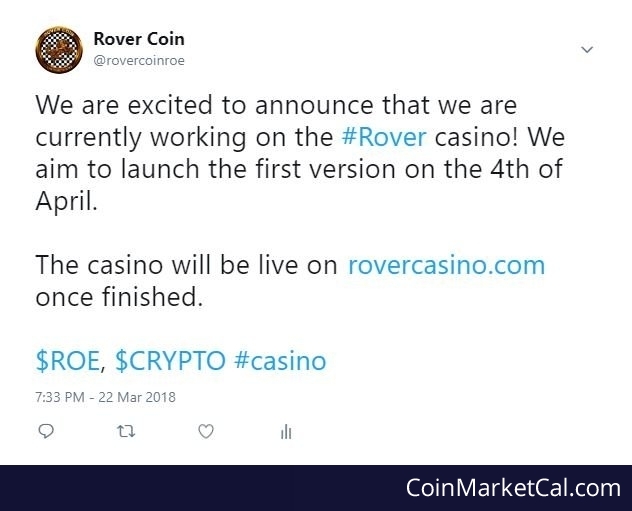 Rover Coin
@rovercoinroe
We are excited to announce that we are
currently working on the #Rover casino! We
aim to launch the first version on the 4th of
April.
The casino will be live on rovercasino.com
once finished.
$ROE, $CRYPTO #casino
7:33 PM - 22 Mar 2018
CoinMarketCal.com